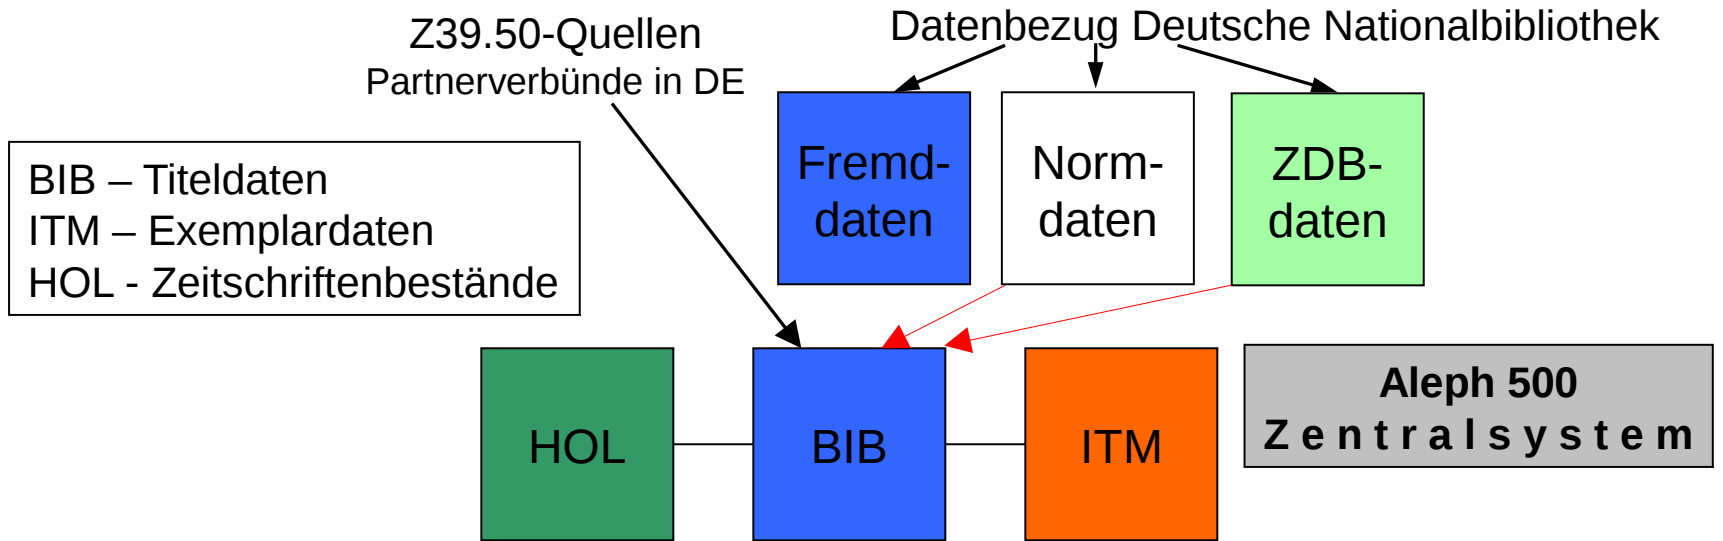 Z39.50-Quellen
Partnerverbünde in DE
Datenbezug Deutsche Nationalbibliothek
BIB – Titeldaten
ITM – Exemplardaten
HOL - Zeitschriftenbestände
Fremd-
daten
Norm-
daten
ZDB-
daten
HOL
BIB
ITM
Aleph 500
Z e n t r a l s y s t e m